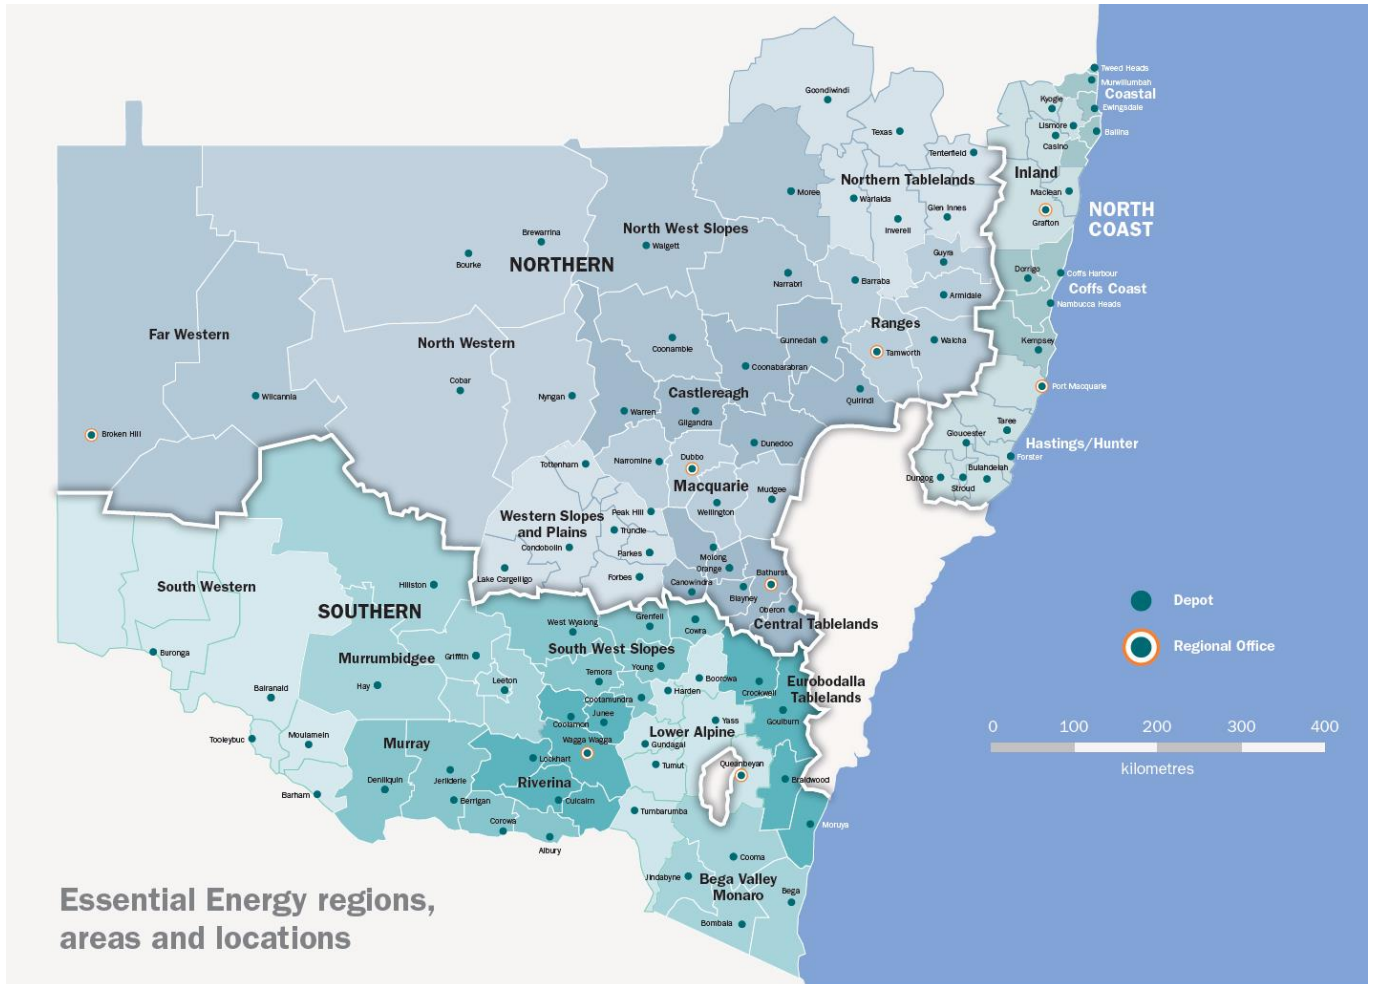 Goondiwindi
Texas
Tenterfield
Tweed Heads
Murwillumbah
Coastal
Kyogle
Ewingsdale
Lismore
Ballina
Casino
Inland
Northern Tablelands
Moree
Warialda
Maclean
Glen Innes
NORTH
COAST
Grafton
Inverell
North West Slopes
Walgett
Brewarrina
Bourke
NORTHERN
Guyra
Narrabri
Barraba
Dorrigo
Coffs Harbour
Coffs Coast
Armidale
Nambucca Heads
Far Western
North Western
Ranges
Coonamble
Gunnedah
Walcha
Kempsey
Tamworth
Coonabarabran
Cobar
Port Macquarie
Wilcannia
Nyngan
Castlereagh
Quirindi
Warren
Gilgandra
Broken Hill
Dunedoo
Taree
Gloucester
Hastings/Hunter
Forster
Tottenham
Narromine
Dubbo
Bulahdelah
Dungog
Stroud
Macquarie
Mudgee
Wellington
Western Slopes
and Plains
Peak Hill
Trundle
Condobolin
Parkes
Molong
Orange
Bathurst
Lake Cargelligo
Forbes
Canowindra
Blayney
Oberon
Central Tablelands
South Western
Hillston
SOUTHERN
Depot
Regional Office
West Wyalong
Grenfell
Cowra
South West Slopes
Buronga
Murrumbidgee
Griffith
Young
Temora
Boorowa
Leeton
Hay
Harden
Crookwell
Eurobodalla
Tablelands
Balranald
Cootamundra
Junee
Coolamon
Yass
Goulburn
Lower Alpine
Tooleybuc
Moulamein
Murray
Wagga Wagga
Gundagai
Lockhart
Tumut
Queanbeyan
Deniliquin
Jerilderie
Riverina
Braidwood
Barham
Berrigan
Culcairn
Tumbarumba
Corowa
Moruya
Albury
0 100 200 300 400
kilometres
Cooma
Jindabyne
Bega Valley
Monaro
Bega
Bombala
Essential Energy regions,
areas and locations